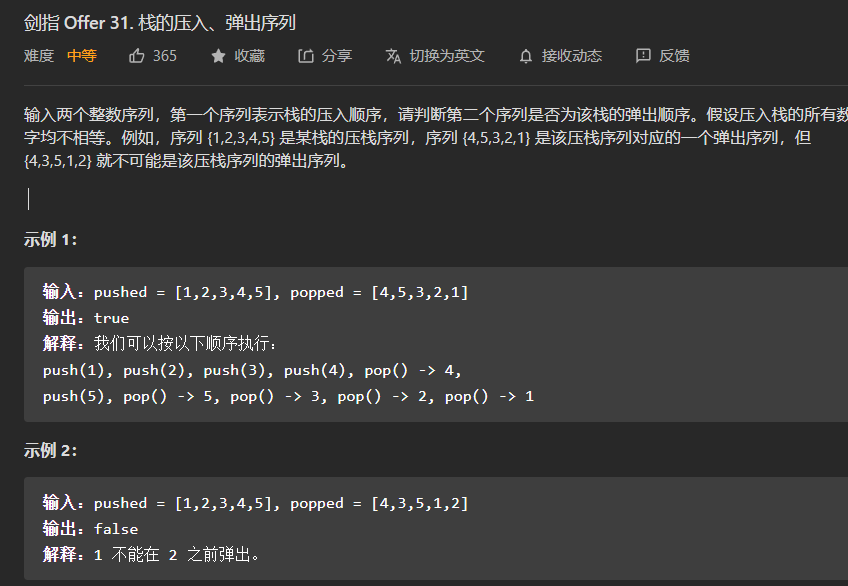 剑指 Offer 31. 栈的压入、弹出序列
难度 中等 365 收藏 分享 切换为英文 接收动态 反馈
输入两个整数序列，第一个序列表示栈的压入顺序，请判断第二个序列是否为该栈的弹出顺序。假设压入栈的所有数
字均不相等。例如，序列 {1,2,3,4,5} 是某栈的压栈序列，序列 {4,5,3,2,1} 是该压栈序列对应的一个弹出序列，但
{4,3,5,1,2} 就不可能是该压栈序列的弹出序列。
示例 1：
输入：pushed = [1,2,3,4,5], popped = [4,5,3,2,1]
输出：true
解释：我们可以按以下顺序执行：
push(1), push(2), push(3), push(4), pop() -> 4,
push(5), pop() -> 5, pop() -> 3, pop() -> 2, pop() -> 1
示例 2：
输入：pushed = [1,2,3,4,5], popped = [4,3,5,1,2]
输出：false
解释：1 不能在 2 之前弹出。